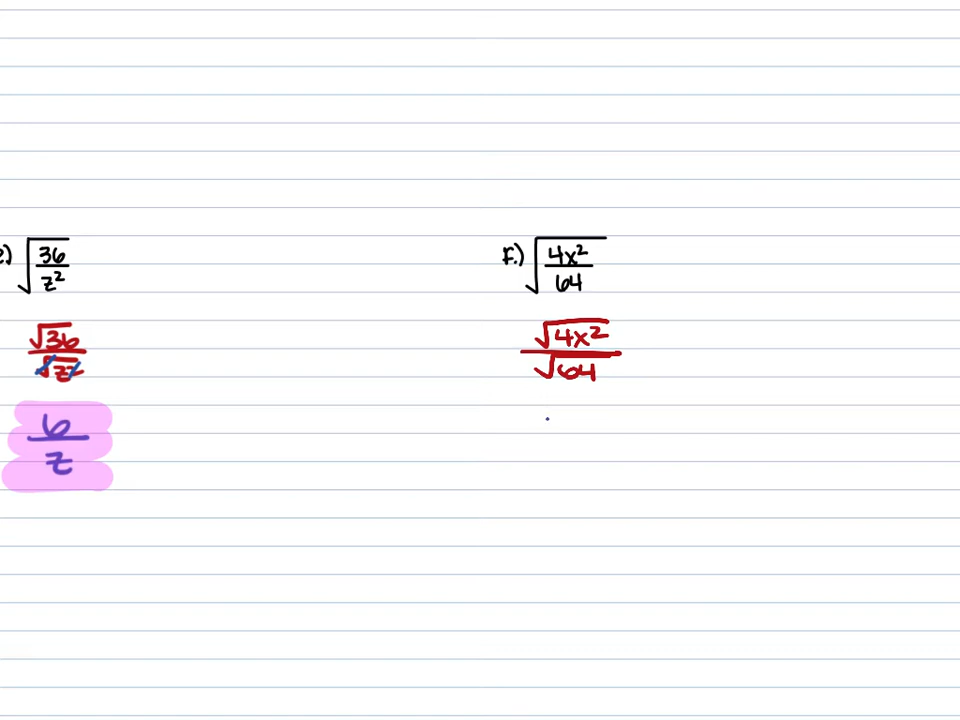 e.) √(36/z²)
√36/√z²
6/z
F.) √(4x²/64)
√4x²/√64